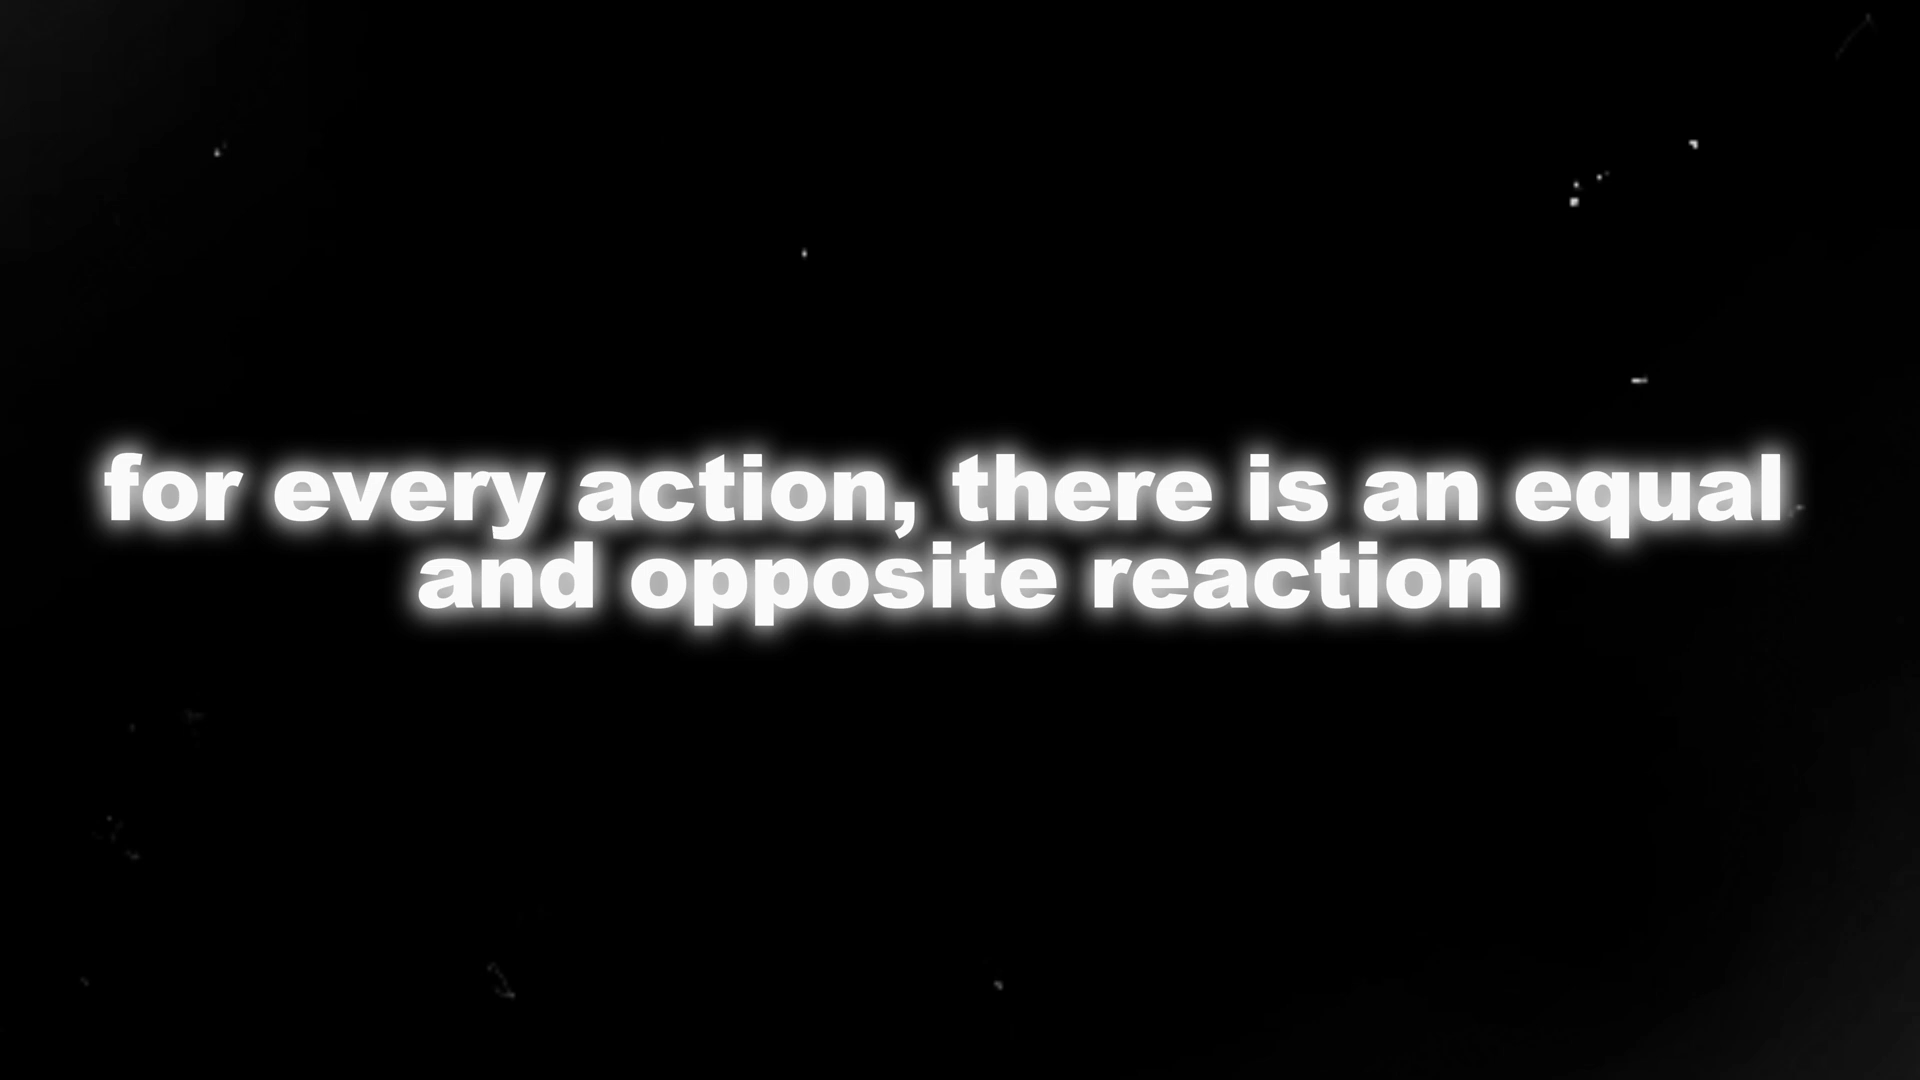 for every action, there is an equal
and opposite reaction